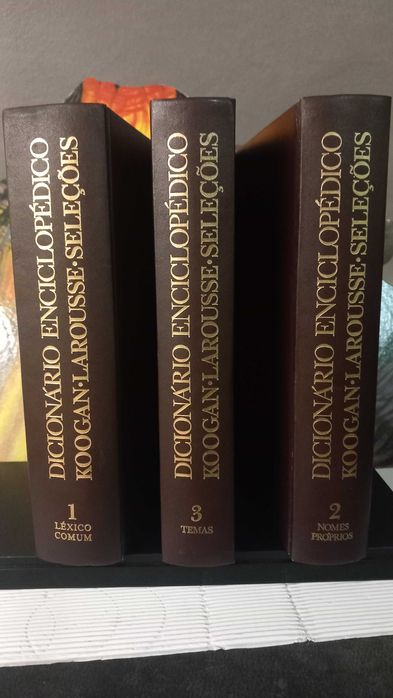 DICIONÁRIO ENCICLOPÉDICO
KOOGAN·LAROUSSE·SELEÇÕES
1
LÉXICO
COMUM
DICIONÁRIO ENCICLOPÉDICO
KOOGAN·LAROUSSE·SELEÇÕES
3
TEMAS
DICIONÁRIO ENCICLOPÉDICO
KOOGAN·LAROUSSE·SELEÇÕES
2
NOMES
PRÓPRIOS